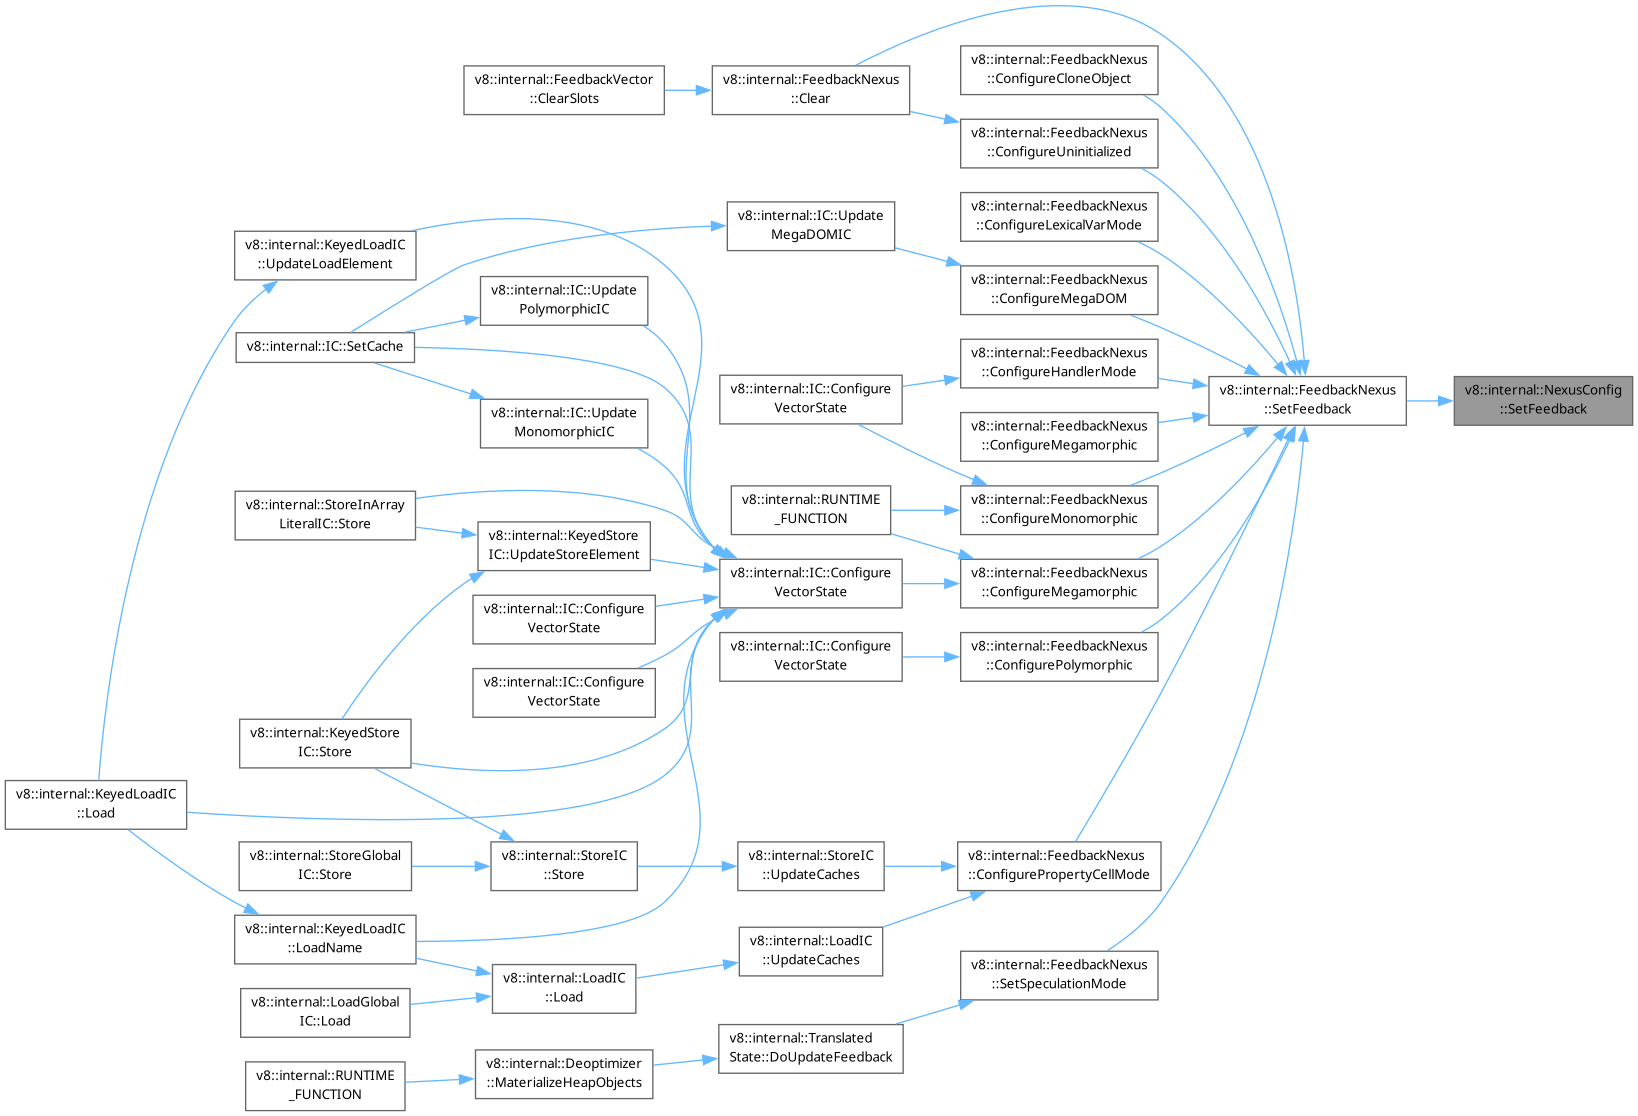 v8::internal::FeedbackNexus
::ConfigureCloneObject
v8::internal::FeedbackVector
::ClearSlots
v8::internal::FeedbackNexus
::Clear
v8::internal::FeedbackNexus
::ConfigureUninitialized
v8::internal::FeedbackNexus
::ConfigureLexicalVarMode
v8::internal::IC::Update
MegaDOMIC
v8::internal::KeyedLoadIC
::UpdateLoadElement
v8::internal::FeedbackNexus
::ConfigureMegaDOM
v8::internal::IC::Update
PolymorphicIC
v8::internal::IC::SetCache
v8::internal::FeedbackNexus
::ConfigureHandlerMode
v8::internal::IC::Configure
VectorState
v8::internal::FeedbackNexus
::SetFeedback
v8::internal::NexusConfig
::SetFeedback
v8::internal::IC::Update
MonomorphicIC
v8::internal::FeedbackNexus
::ConfigureMegamorphic
v8::internal::StoreInArray
LiteralIC::Store
v8::internal::RUNTIME
_FUNCTION
v8::internal::FeedbackNexus
::ConfigureMonomorphic
v8::internal::KeyedStore
IC::UpdateStoreElement
v8::internal::IC::Configure
VectorState
v8::internal::FeedbackNexus
::ConfigureMegamorphic
v8::internal::IC::Configure
VectorState
v8::internal::IC::Configure
VectorState
v8::internal::FeedbackNexus
::ConfigurePolymorphic
v8::internal::IC::Configure
VectorState
v8::internal::KeyedStore
IC::Store
v8::internal::KeyedLoadIC
::Load
v8::internal::StoreGlobal
IC::Store
v8::internal::StoreIC
::Store
v8::internal::StoreIC
::UpdateCaches
v8::internal::FeedbackNexus
::ConfigurePropertyCellMode
v8::internal::KeyedLoadIC
::LoadName
v8::internal::LoadIC
::UpdateCaches
v8::internal::FeedbackNexus
::SetSpeculationMode
v8::internal::LoadIC
::Load
v8::internal::LoadGlobal
IC::Load
v8::internal::Translated
State::DoUpdateFeedback
v8::internal::Deoptimizer
::MaterializeHeapObjects
v8::internal::RUNTIME
_FUNCTION